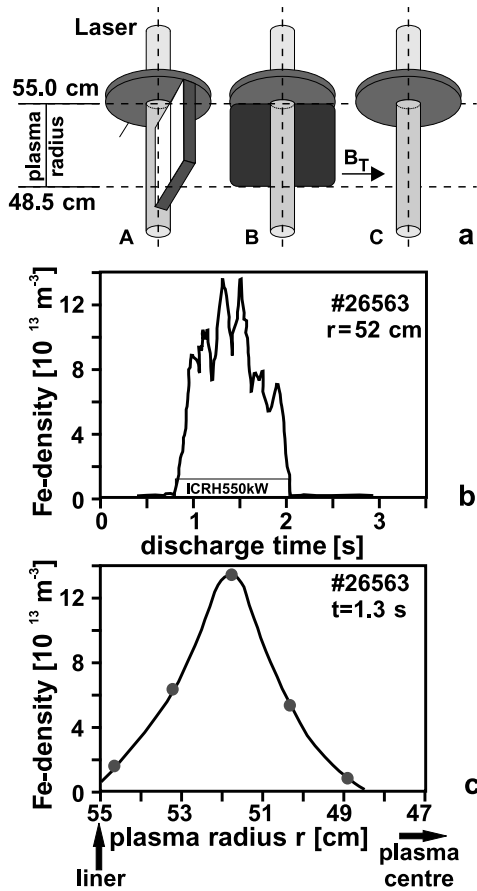 Laser
55.0 cm
plasma
radius
48.5 cm
B_T
A B C a
Fe-density [10 ¹³ m⁻³]
12
8
4
0
#26563
r=52 cm
ICRH550kW
0 1 2 3
discharge time [s]
b
Fe-density [10 ¹³ m⁻³]
12
8
4
0
#26563
t=1.3 s
55 53 51 49 47
plasma radius r [cm]
c
liner
plasma
centre